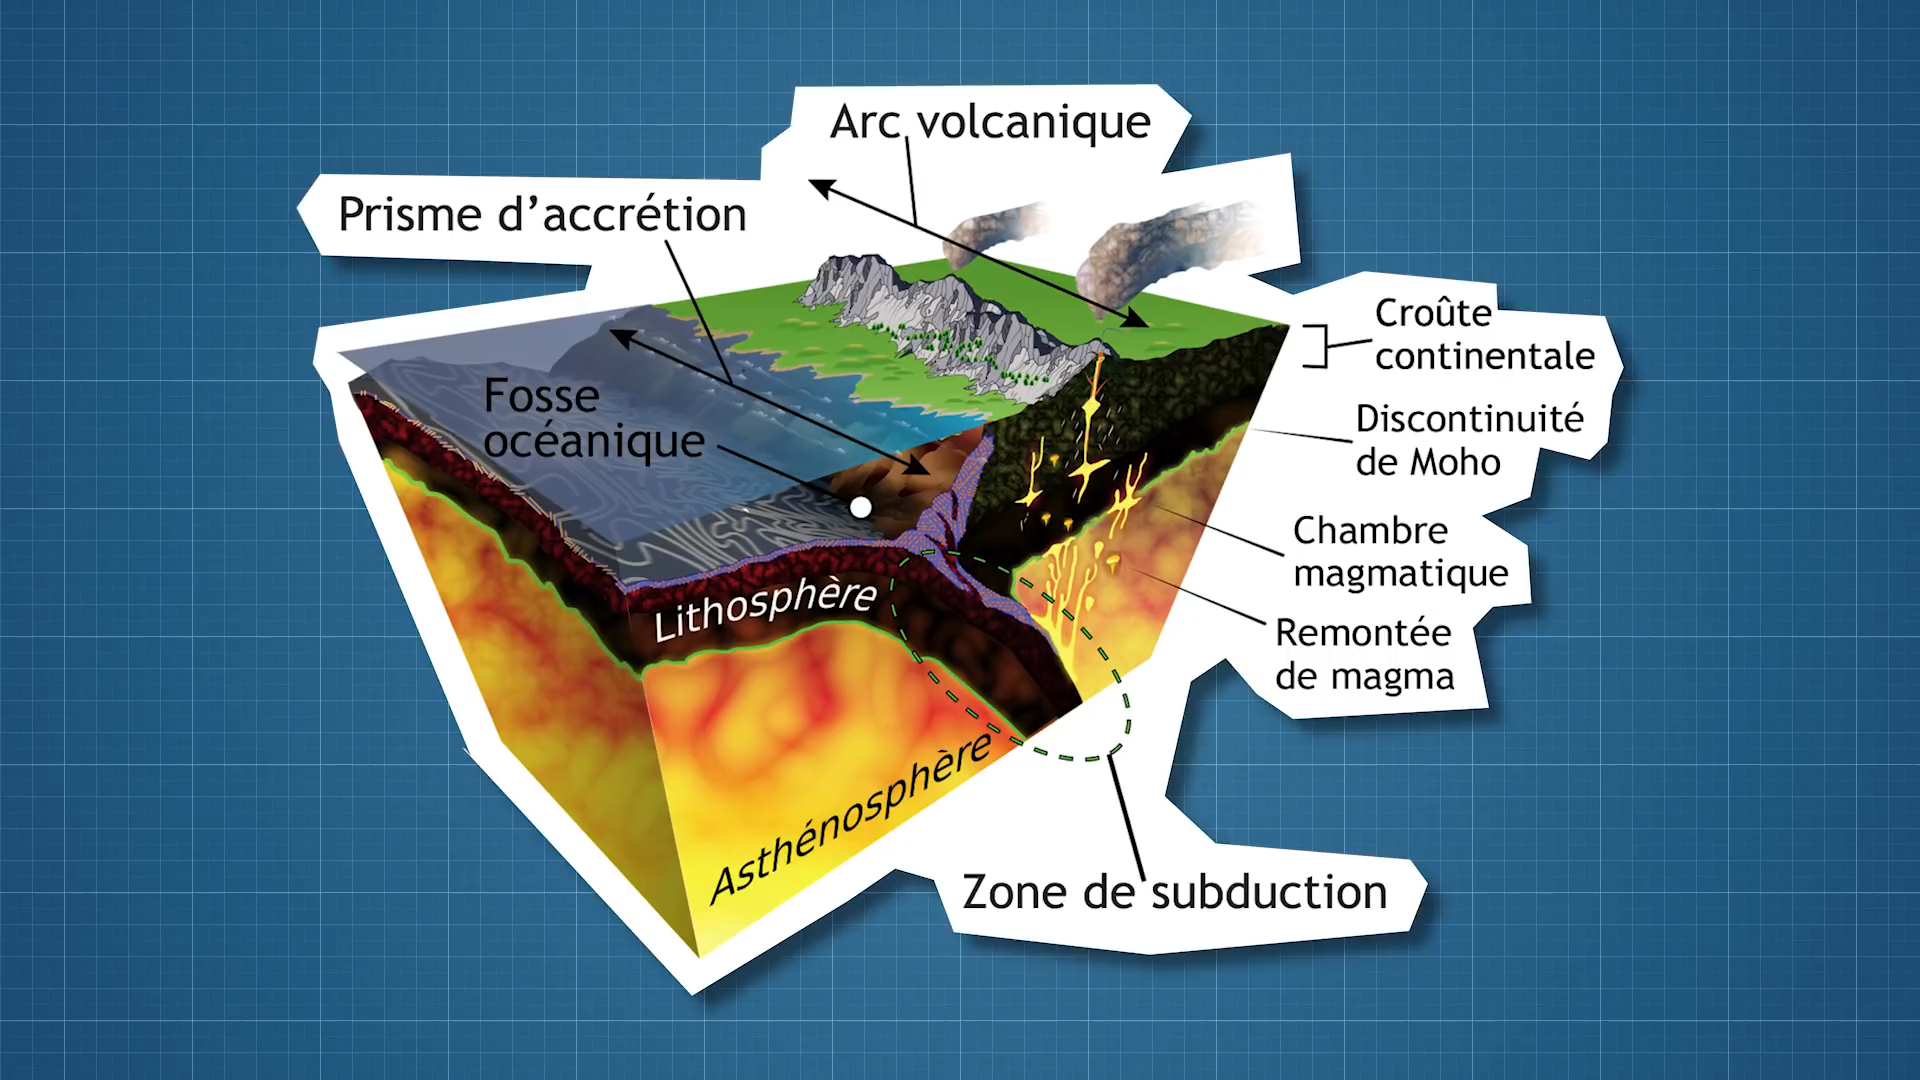 Arc volcanique
Prisme d’accrétion
Croûte
continentale
Fosse
océanique
Discontinuité
de Moho
Chambre
magmatique
Lithosphère
Remontée
de magma
Asthénosphère
Zone de subduction